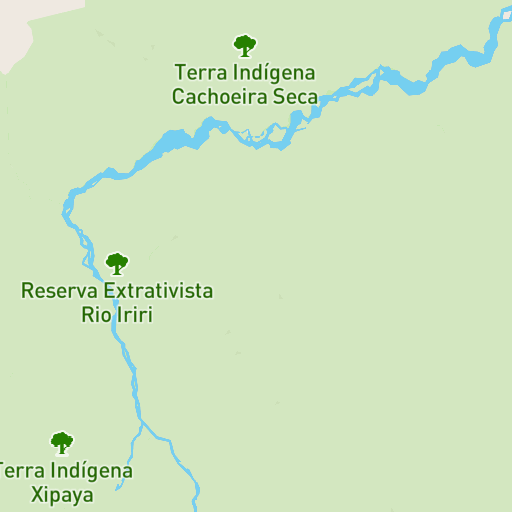 Terra Indígena
Cachoeira Seca
Reserva Extrativista
Rio Iriri
Terra Indígena
Xipaya